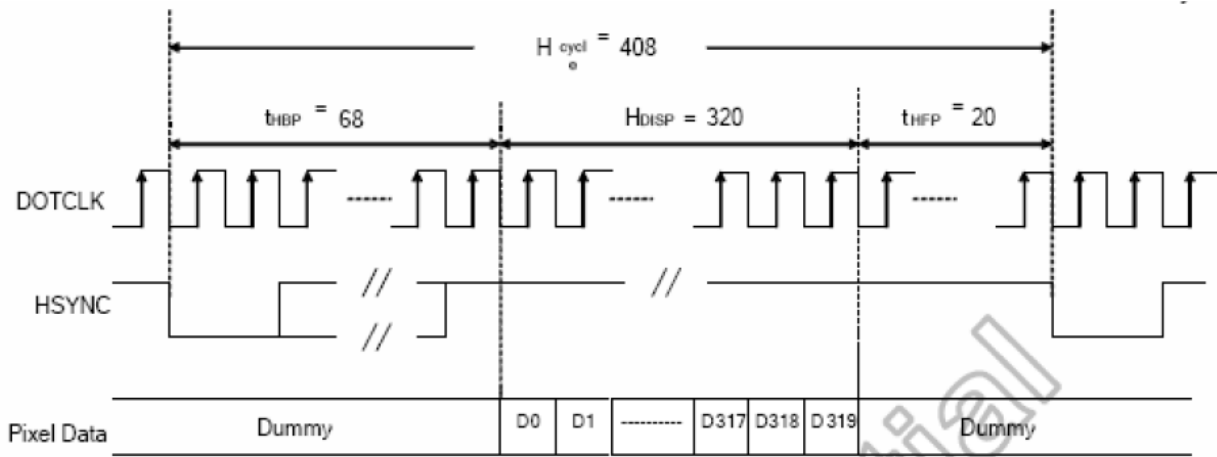 H cycle = 408
tHBP = 68
HDISP = 320
tHFP = 20
DOTCLK
HSYNC
Pixel Data
Dummy
D0
D1
D317
D318
D319
Dummy